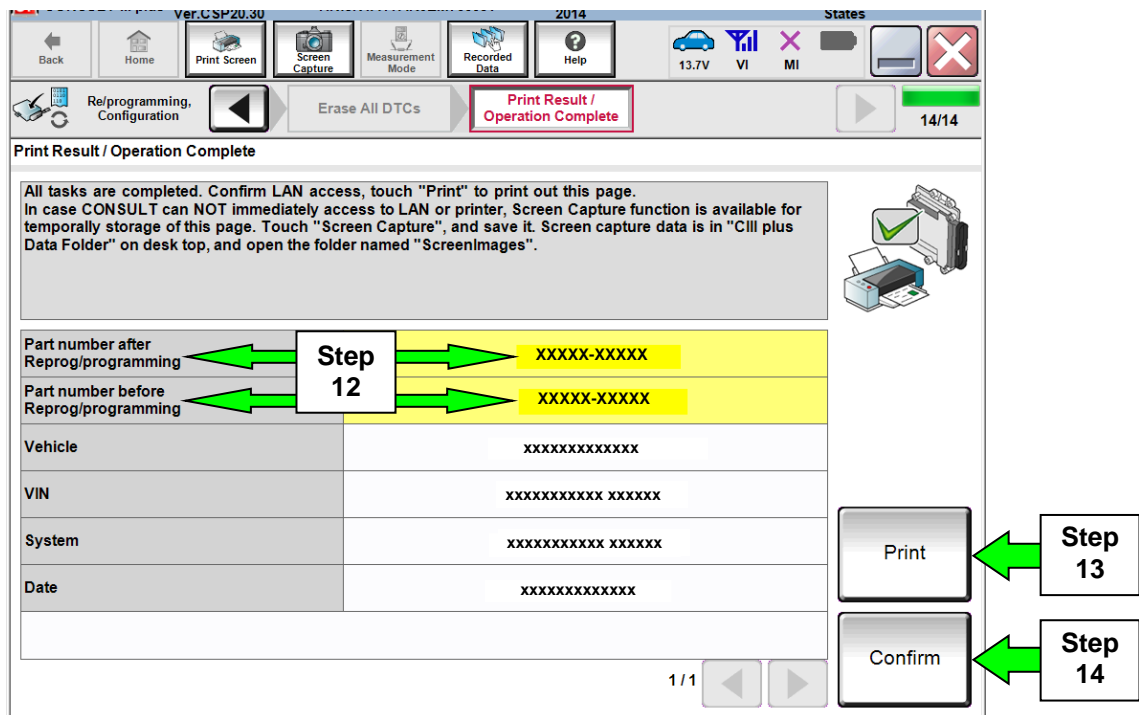 Ver.CSP20.30
2014
States
Back
Home
Print Screen
Screen
Capture
Measurement
Mode
Recorded
Data
Help
13.7V
VI
MI
Re/programming,
Configuration
Erase All DTCs
Print Result /
Operation Complete
14/14
Print Result / Operation Complete
All tasks are completed. Confirm LAN access, touch "Print" to print out this page.
In case CONSULT can NOT immediately access to LAN or printer, Screen Capture function is available for
temporally storage of this page. Touch "Screen Capture", and save it. Screen capture data is in "CIII plus
Data Folder" on desk top, and open the folder named "ScreenImages".
Part number after
Reprog/programming
XXXXX-XXXXX
Step
12
Part number before
Reprog/programming
XXXXX-XXXXX
Vehicle
xxxxxxxxxxxxx
VIN
xxxxxxxxxxx xxxxxx
System
xxxxxxxxxxx xxxxxx
Date
xxxxxxxxxxxxx
Print
Step
13
Confirm
Step
14
1/1